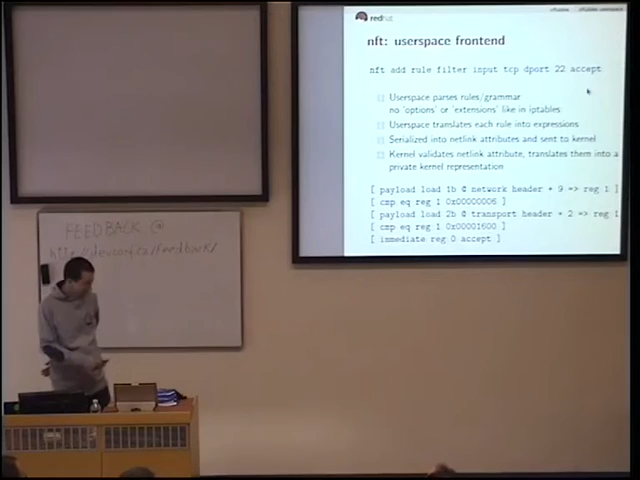 redhat
nft: userspace frontend
nft add rule filter input tcp dport 22 accept
Userspace parses rules/grammar
no 'options' or 'extensions' like in iptables
Userspace translates each rule into expressions
Serialized into netlink attributes and sent to kernel
Kernel validates netlink attribute, translates them into a
private kernel representation
[ payload load 1b @ network header + 9 => reg 1 ]
[ cmp eq reg 1 0x00000006 ]
[ payload load 2b @ transport header + 2 => reg 1
[ cmp eq reg 1 0x00001600 ]
[ immediate reg 0 accept ]
FEEDBACK @
http://devconf.cz/feedback/